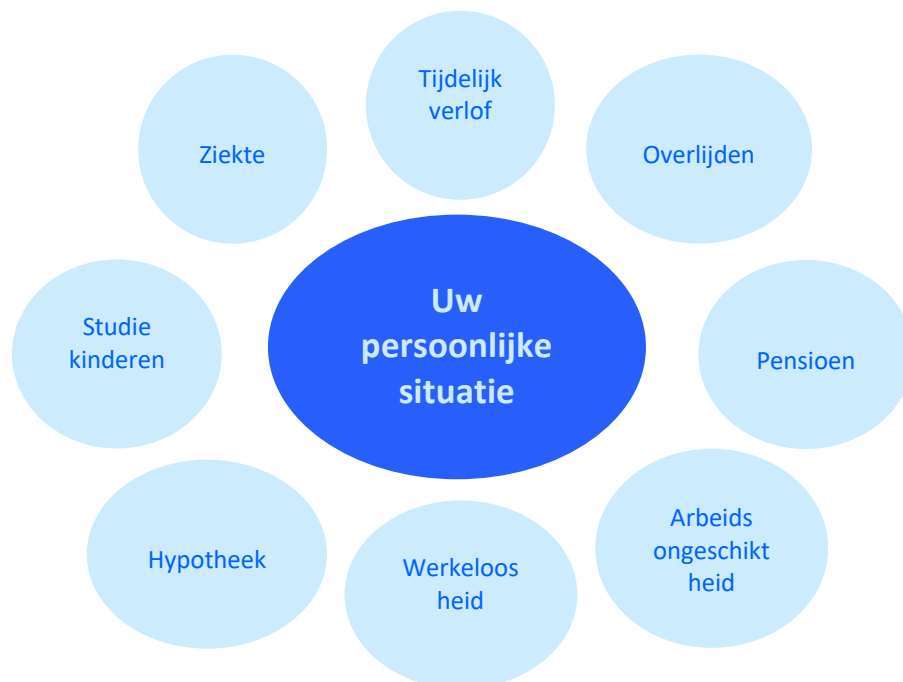 Tijdelijk
verlof
Ziekte
Overlijden
Uw
persoonlijke
situatie
Studie
kinderen
Pensioen
Arbeids
ongeschikt
heid
Hypotheek
Werkeloos
heid